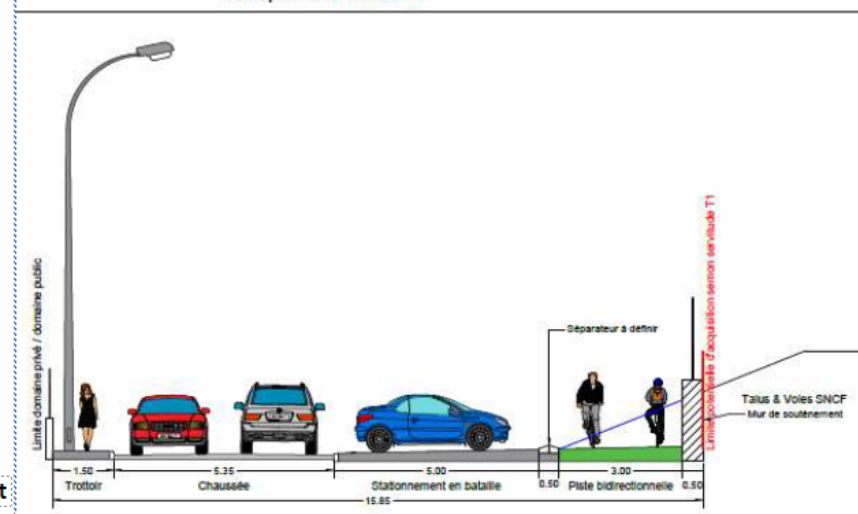 Limite domaine privé / domaine public
Limite potentielle d'acquisition semon servitude T1
Séparateur à définir
Talus & Voies SNCF
Mur de soutènement
1.50
5.35
5.00
0.50
3.00
0.50
Trottoir
Chaussée
Stationnement en bataille
Piste bidirectionnelle
15.85
t